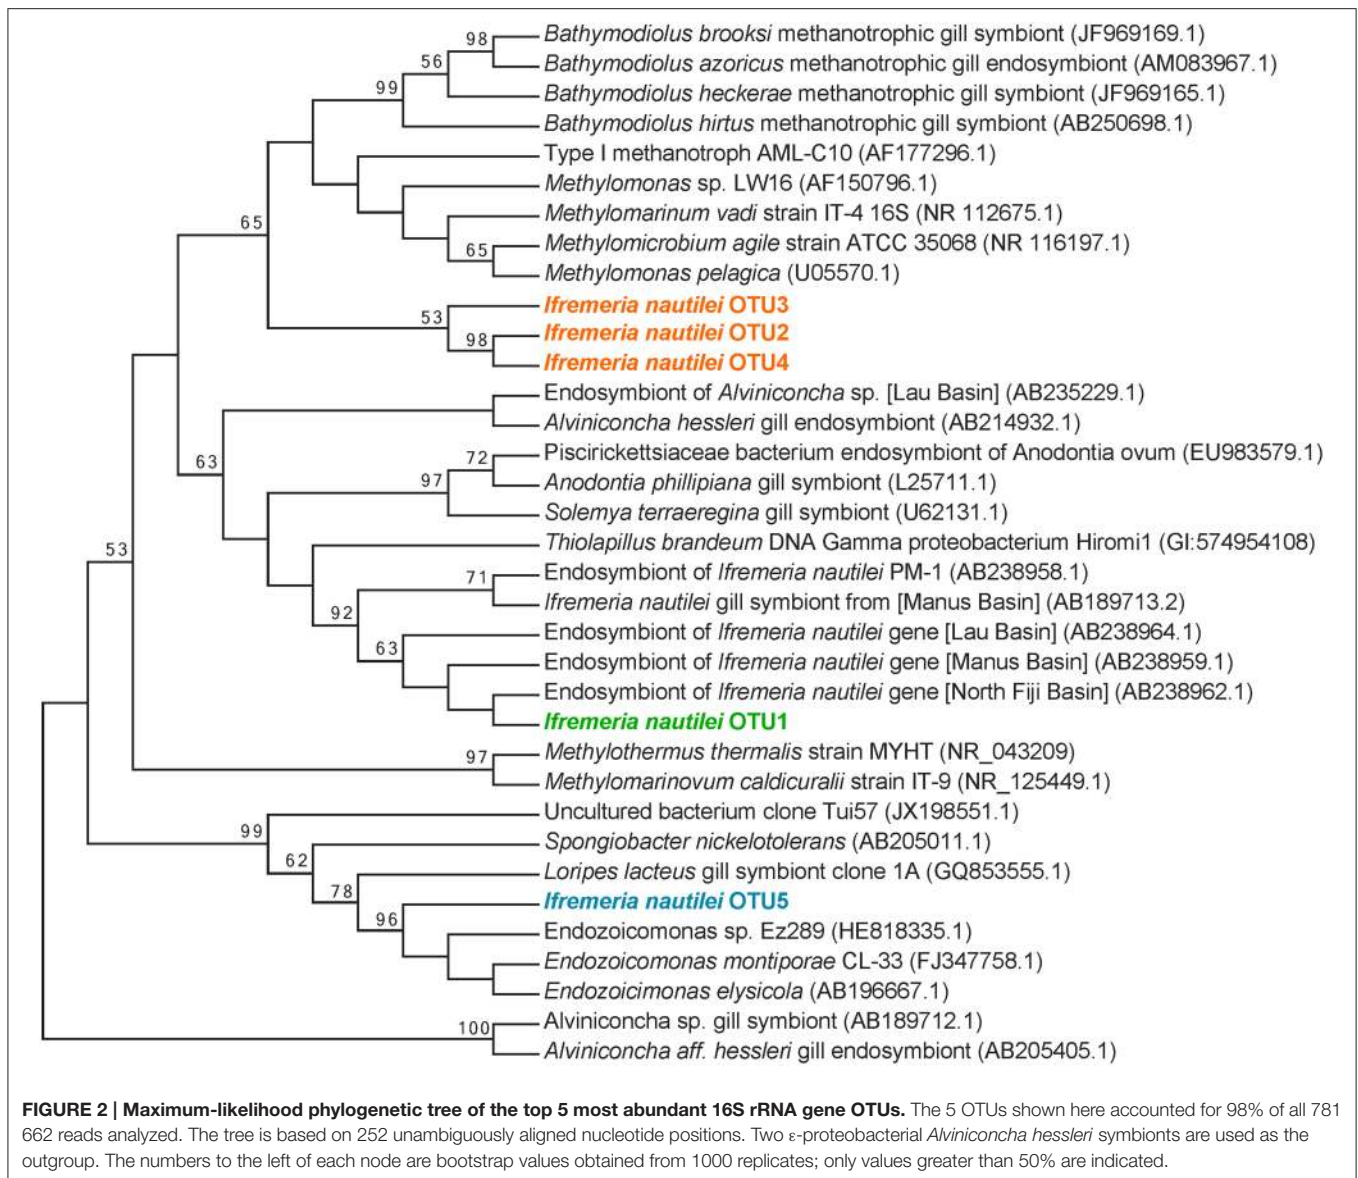 98 Bathymodiolus brooksi methanotrophic gill symbiont (JF969169.1)
56 Bathymodiolus azoricus methanotrophic gill endosymbiont (AM083967.1)
99 Bathymodiolus heckerae methanotrophic gill symbiont (JF969165.1)
Bathymodiolus hirtus methanotrophic gill symbiont (AB250698.1)
Type I methanotroph AML-C10 (AF177296.1)
Methylomonas sp. LW16 (AF150796.1)
65 Methylomarinum vadi strain IT-4 16S (NR 112675.1)
65 Methylomicrobium agile strain ATCC 35068 (NR 116197.1)
Methylomonas pelagica (U05570.1)
53 Ifremeria nautilei OTU3
98 Ifremeria nautilei OTU2
Ifremeria nautilei OTU4
Endosymbiont of Alviniconcha sp. [Lau Basin] (AB235229.1)
Alviniconcha hessleri gill endosymbiont (AB214932.1)
63 72 Piscirickettsiaceae bacterium endosymbiont of Anodontia ovum (EU983579.1)
97 Anodontia phillipiana gill symbiont (L25711.1)
Solemya terraeregina gill symbiont (U62131.1)
53 Thiolapillus brandeum DNA Gamma proteobacterium Hiromi1 (GI:574954108)
71 Endosymbiont of Ifremeria nautilei PM-1 (AB238958.1)
92 Ifremeria nautilei gill symbiont from [Manus Basin] (AB189713.2)
63 Endosymbiont of Ifremeria nautilei gene [Lau Basin] (AB238964.1)
Endosymbiont of Ifremeria nautilei gene [Manus Basin] (AB238959.1)
Endosymbiont of Ifremeria nautilei gene [North Fiji Basin] (AB238962.1)
Ifremeria nautilei OTU1
97 Methylothermus thermalis strain MYHT (NR_043209)
Methylomarinovum caldicuralii strain IT-9 (NR_125449.1)
99 Uncultured bacterium clone Tui57 (JX198551.1)
62 Spongiobacter nickelotolerans (AB205011.1)
78 Loripes lacteus gill symbiont clone 1A (GQ853555.1)
96 Ifremeria nautilei OTU5
Endozoicomonas sp. Ez289 (HE818335.1)
Endozoicomonas montiporae CL-33 (FJ347758.1)
Endozoicimonas elysicola (AB196667.1)
100 Alviniconcha sp. gill symbiont (AB189712.1)
Alviniconcha aff. hessleri gill endosymbiont (AB205405.1)
FIGURE 2 | Maximum-likelihood phylogenetic tree of the top 5 most abundant 16S rRNA gene OTUs. The 5 OTUs shown here accounted for 98% of all 781
662 reads analyzed. The tree is based on 252 unambiguously aligned nucleotide positions. Two ε-proteobacterial Alviniconcha hessleri symbionts are used as the
outgroup. The numbers to the left of each node are bootstrap values obtained from 1000 replicates; only values greater than 50% are indicated.